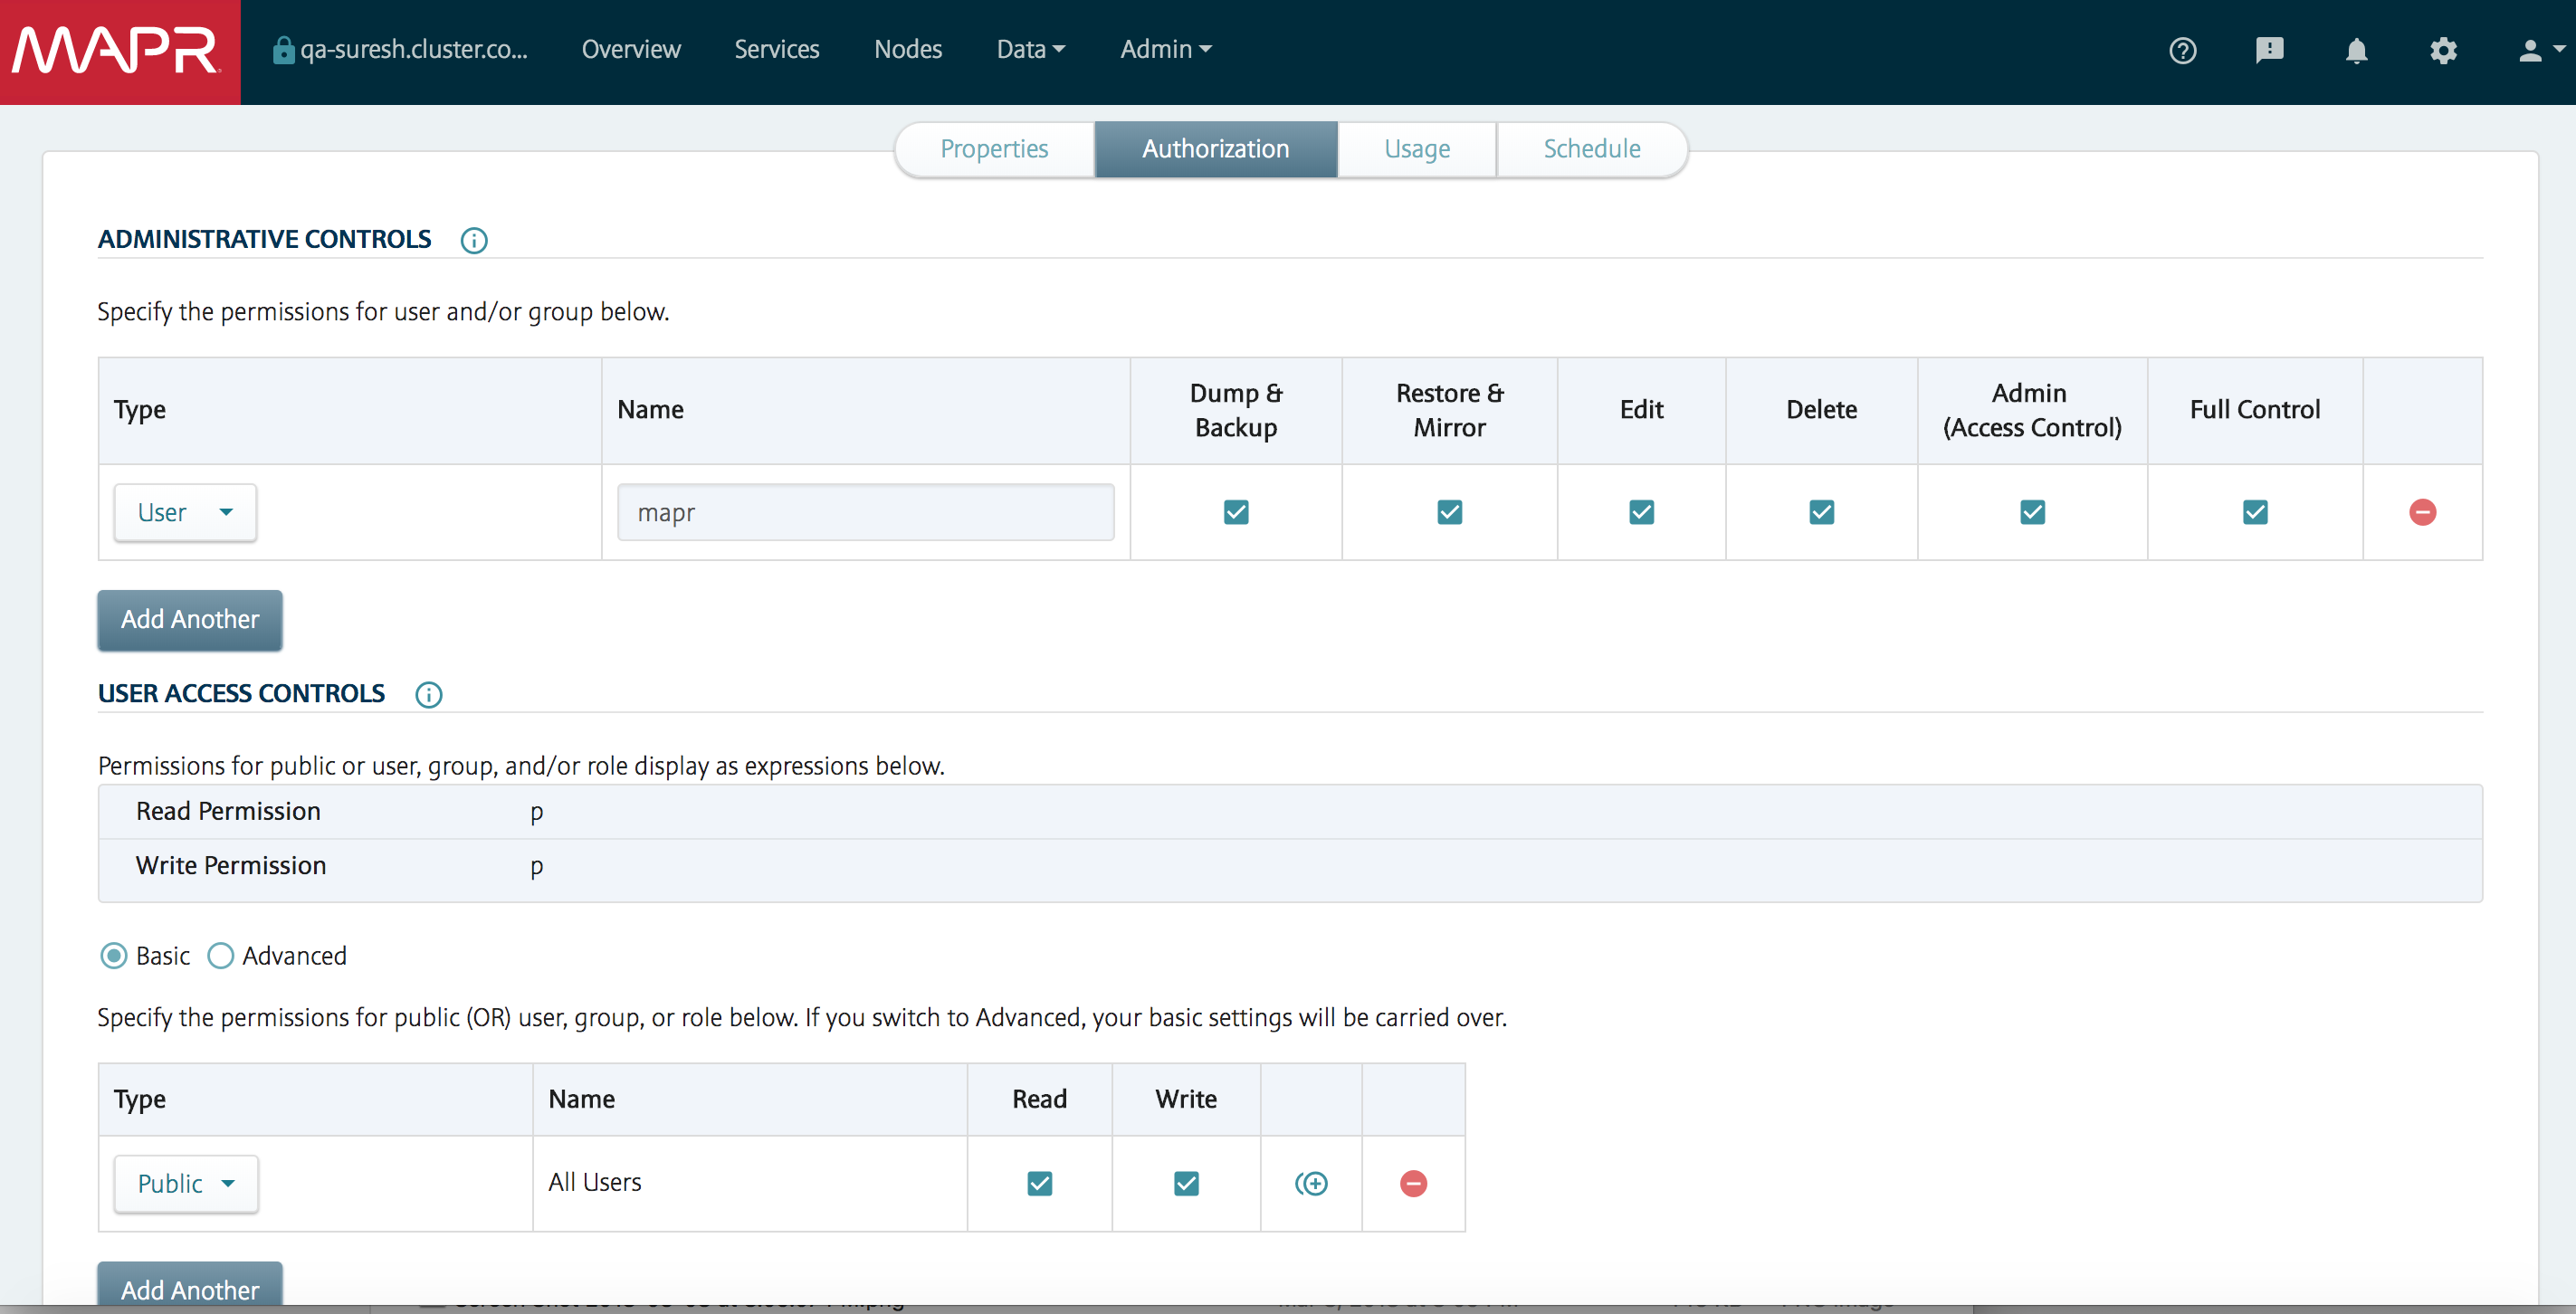 MAPR
qa-suresh.cluster.co... Overview Services Nodes Data Admin
Properties Authorization Usage Schedule
ADMINISTRATIVE CONTROLS
Specify the permissions for user and/or group below.
Type Name Dump & Backup Restore & Mirror Edit Delete Admin (Access Control) Full Control
User mapr
Add Another
USER ACCESS CONTROLS
Permissions for public or user, group, and/or role display as expressions below.
Read Permission p
Write Permission p
Basic Advanced
Specify the permissions for public (OR) user, group, or role below. If you switch to Advanced, your basic settings will be carried over.
Type Name Read Write
Public All Users
Add Another